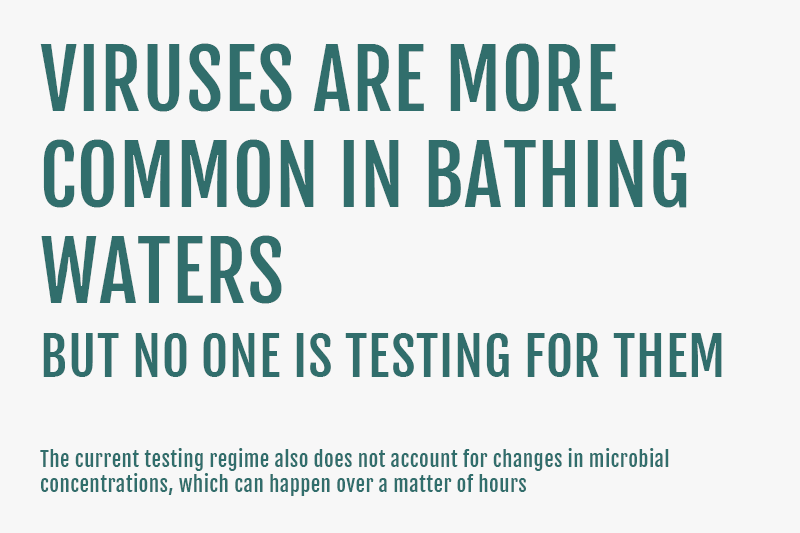 VIRUSES ARE MORE
COMMON IN BATHING
WATERS
BUT NO ONE IS TESTING FOR THEM
The current testing regime also does not account for changes in microbial
concentrations, which can happen over a matter of hours